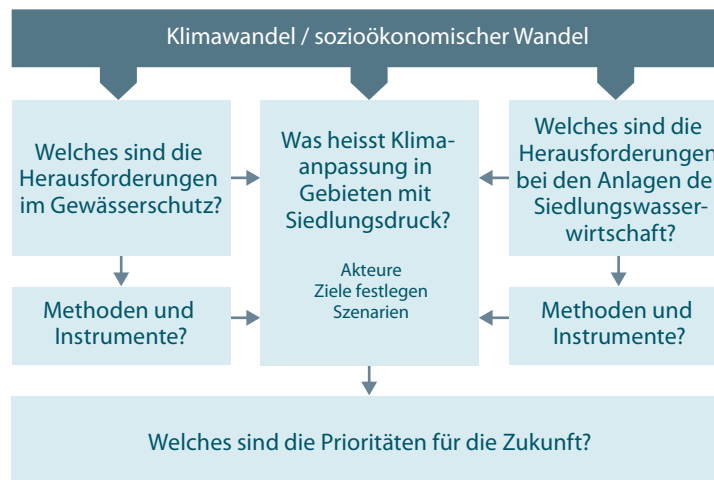 Klimawandel / sozioökonomischer Wandel
Welches sind die
Herausforderungen
im Gewässerschutz?
Methoden und
Instrumente?
Was heisst Klima-
anpassung in
Gebieten mit
Siedlungsdruck?
Akteure
Ziele festlegen
Szenarien
Welches sind die
Herausforderungen
bei den Anlagen de
Siedlungswasser-
wirtschaft?
Methoden und
Instrumente?
Welches sind die Prioritäten für die Zukunft?